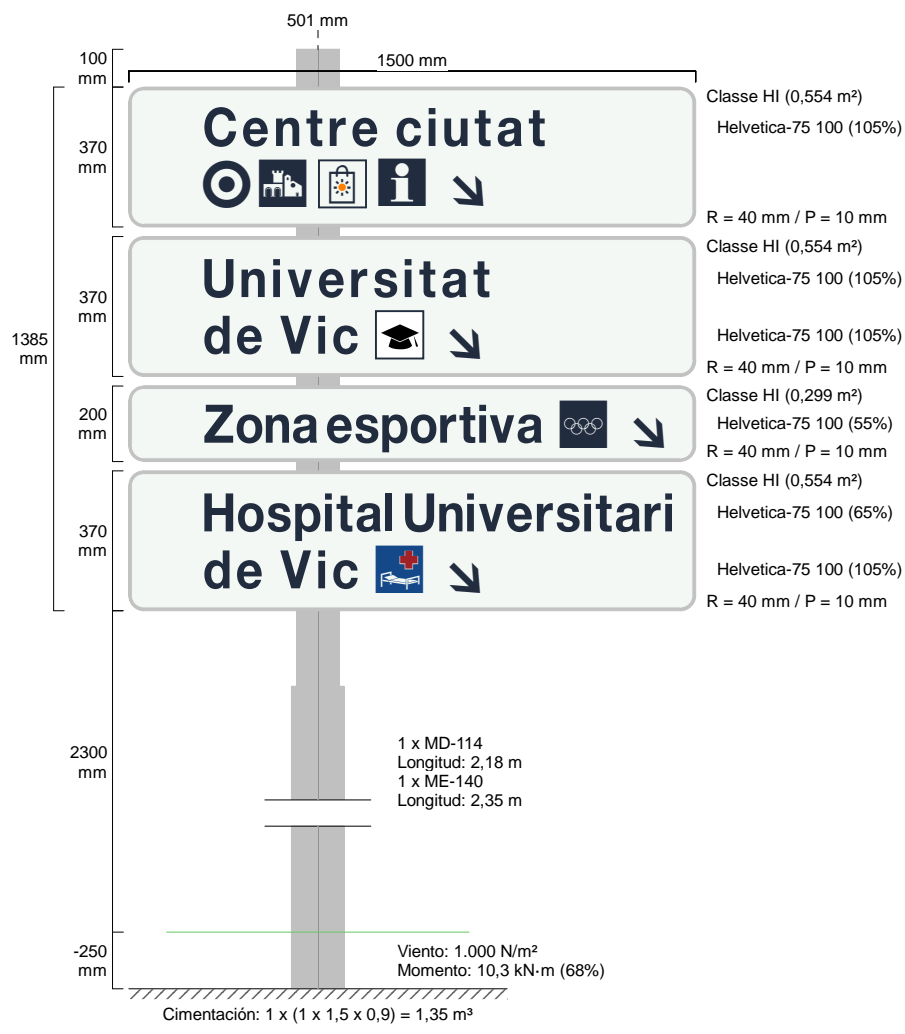 501 mm
100
mm
1500 mm
Classe HI (0,554 m²)
Centre ciutat
Helvetica-75 100 (105%)
370
mm
i
R = 40 mm / P = 10 mm
Classe HI (0,554 m²)
Universitat
Helvetica-75 100 (105%)
370
mm
de Vic
Helvetica-75 100 (105%)
R = 40 mm / P = 10 mm
1385
mm
Classe HI (0,299 m²)
200
mm
Zona esportiva
Helvetica-75 100 (55%)
R = 40 mm / P = 10 mm
Classe HI (0,554 m²)
Hospital Universitari
Helvetica-75 100 (65%)
370
mm
de Vic
Helvetica-75 100 (105%)
R = 40 mm / P = 10 mm
2300
mm
1 x MD-114
Longitud: 2,18 m
1 x ME-140
Longitud: 2,35 m
-250
mm
Viento: 1.000 N/m²
Momento: 10,3 kN·m (68%)
Cimentación: 1 x (1 x 1,5 x 0,9) = 1,35 m³